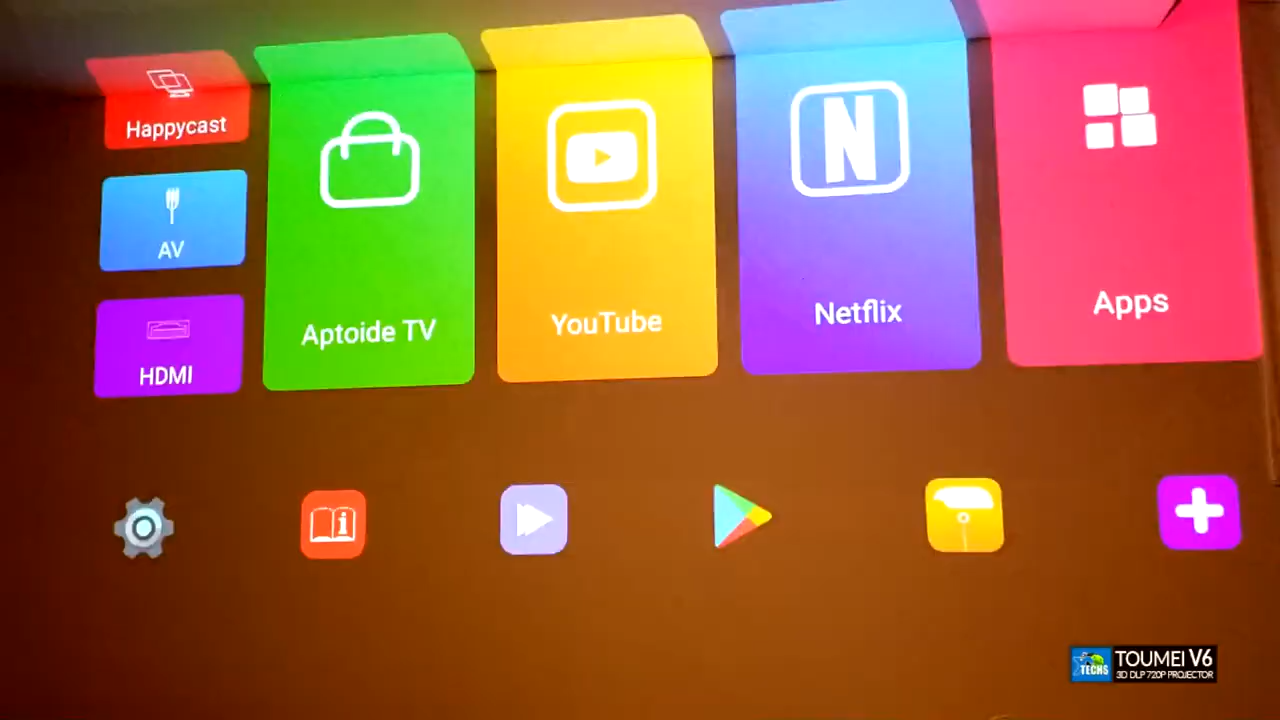 Happycast
Aptoide TV
YouTube
N
Netflix
Apps
AV
HDMI
i
TECHS
TOUMEI V6
3D DLP 720P PROJECTOR